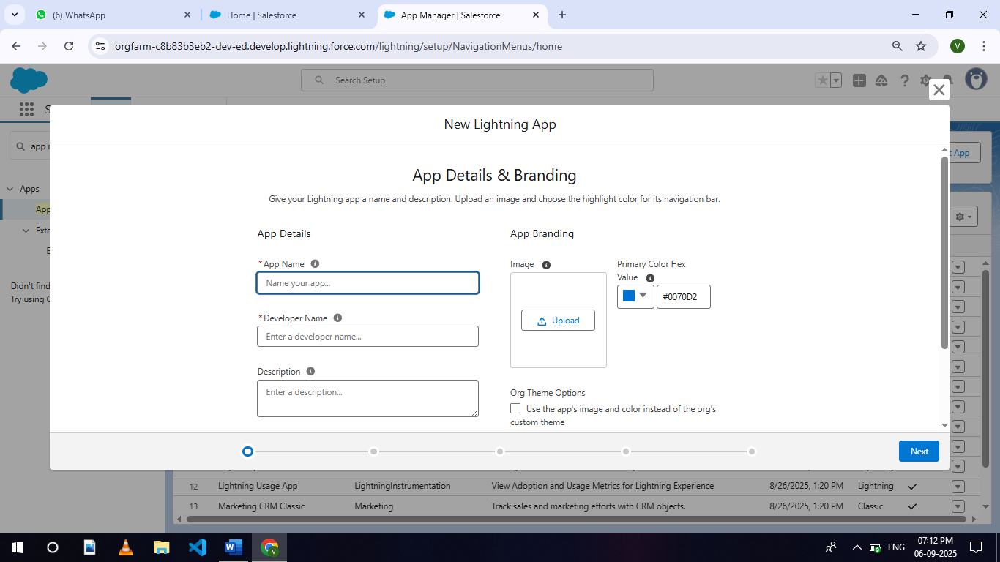 (6) WhatsApp
Home | Salesforce
App Manager | Salesforce
orgfarm-c8b83b3eb2-dev-ed.develop.lightning.force.com/lightning/setup/NavigationMenus/home
V
Search Setup
New Lightning App
App Details & Branding
Give your Lightning app a name and description. Upload an image and choose the highlight color for its navigation bar.
Apps
App Details
App Branding
* App Name
Image
Primary Color Hex
Value
Name your app...
#0070D2
* Developer Name
Upload
Enter a developer name...
Description
Enter a description...
Org Theme Options
Use the app's image and color instead of the org's
custom theme
Didn't find
Next
12 Lightning Usage App LightningInstrumentation View Adoption and Usage Metrics for Lightning Experience 8/26/2025, 1:20 PM Lightning
13 Marketing CRM Classic Marketing Track sales and marketing efforts with CRM objects. 8/26/2025, 1:20 PM Classic
ENG
07:12 PM
06-09-2025